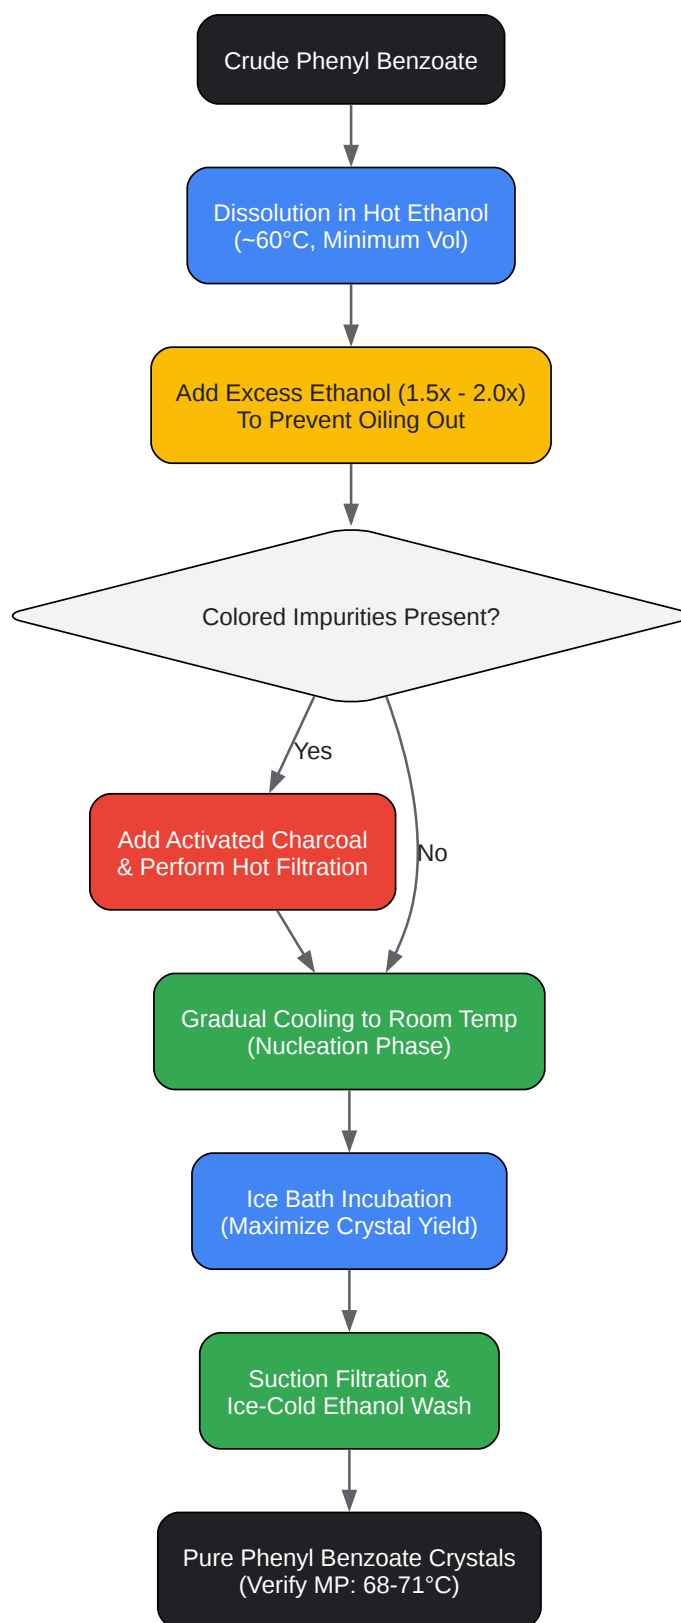 Crude Phenyl Benzoate
Dissolution in Hot Ethanol
(~60°C, Minimum Vol)
Add Excess Ethanol (1.5x - 2.0x)
To Prevent Oiling Out
Colored Impurities Present?
Yes
Add Activated Charcoal
& Perform Hot Filtration
No
Gradual Cooling to Room Temp
(Nucleation Phase)
Ice Bath Incubation
(Maximize Crystal Yield)
Suction Filtration &
Ice-Cold Ethanol Wash
Pure Phenyl Benzoate Crystals
(Verify MP: 68-71°C)